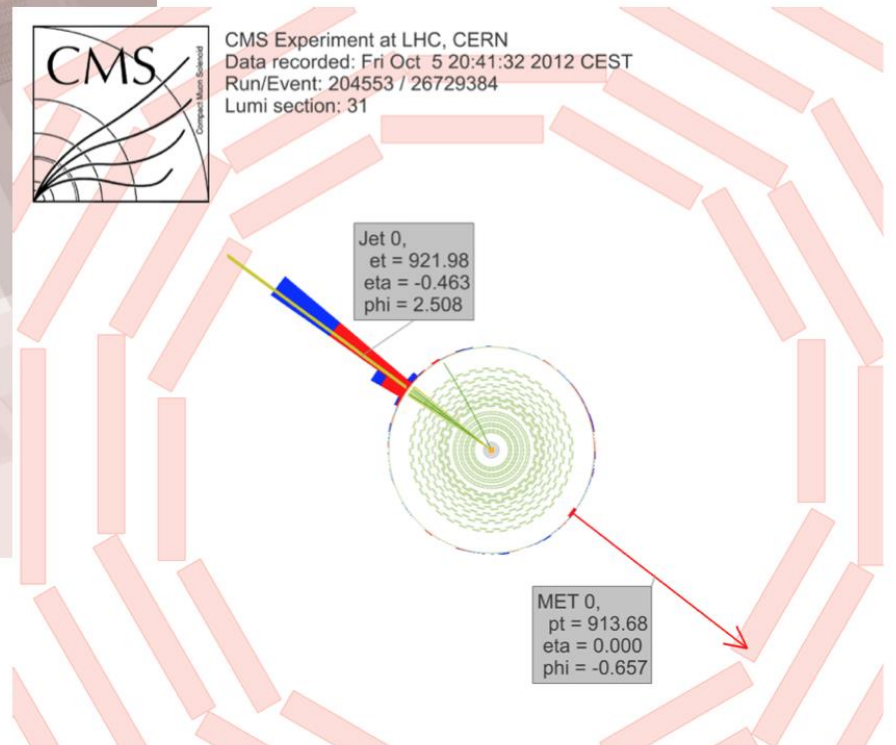 CMS
Compact Muon Solenoid
CMS Experiment at LHC, CERN
Data recorded: Fri Oct  5 20:41:32 2012 CEST
Run/Event: 204553 / 26729384
Lumi section: 31
Jet 0,
et = 921.98
eta = -0.463
phi = 2.508
MET 0,
pt = 913.68
eta = 0.000
phi = -0.657